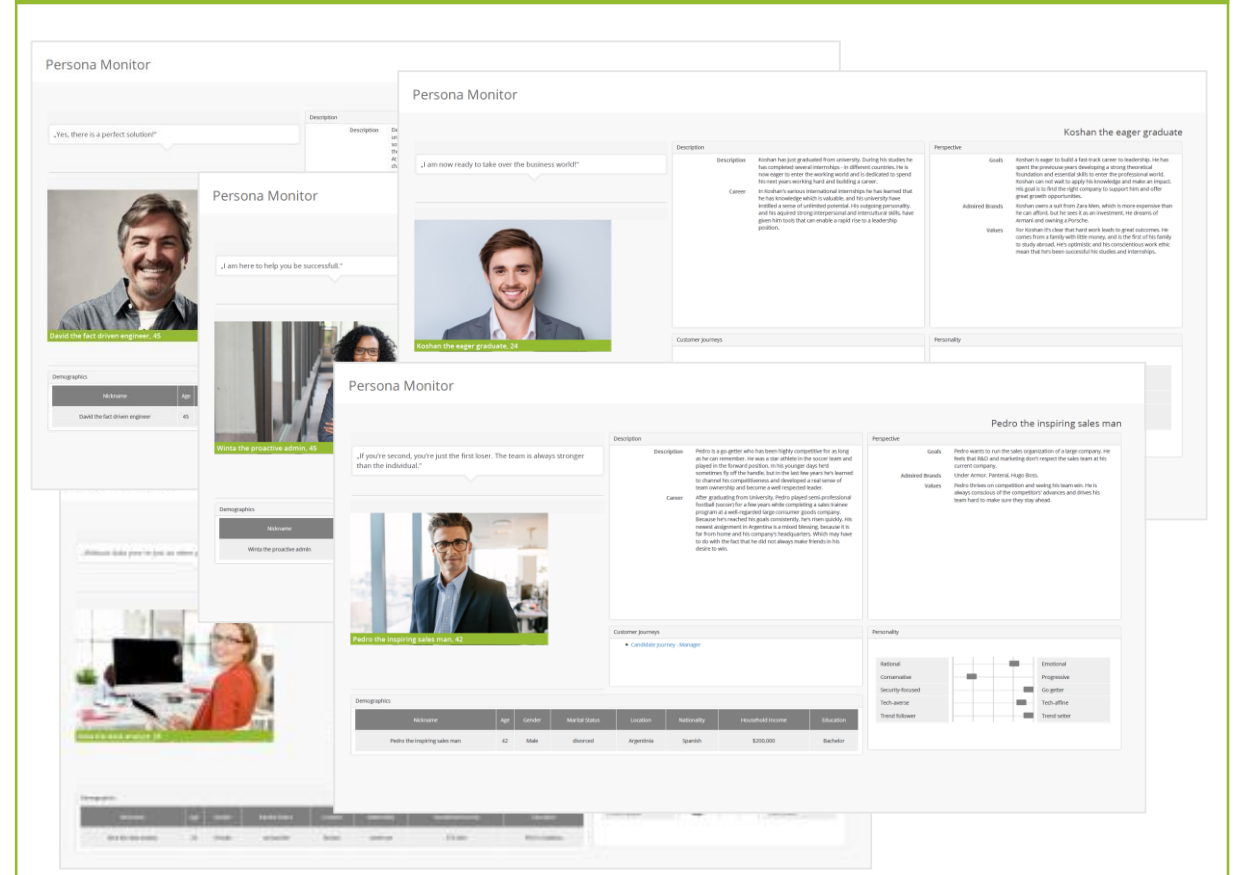 Persona Monitor
Description
„Yes, there is a perfect solution!"
Description
David the fact driven engineer, 45
Demographics
Nickname Age
David the fact driven engineer 45
Persona Monitor
„I am here to help you be successfull."
Winta the proactive admin, 45
Demographics
Nickname
Winta the proactive admin
Persona Monitor
Koshan the eager graduate
„I am now ready to take over the business world!"
Koshan the eager graduate, 24
Description
Description Koshan has just graduated from university. During his studies he
has completed several internships - in different countries. He is
now eager to enter the working world and is dedicated to spend
his next years working hard and building a career.
Career In Koshan's various international internships he has learned that
he has knowledge which is valuable, and his university have
instilled a sense of unlimited potential. His outgoing personality,
and his aquired strong interpersonal and intercultural skills, have
given him tools that can enable a rapid rise to a leadership
position.
Perspective
Goals Koshan is eager to build a fast-track career to leadership. He has
spent the previouse years developing a strong theoretical
foundation and essential skills to enter the professional world.
Koshan can not wait to apply his knowledge and make an impact.
His goal is to find the right company to support him and offer
great growth opportunities.
Admired Brands Koshan owns a suit from Zara Men, which is more expensive than
he can afford, but he sees it as an investment. He dreams of
Armani and owning a Porsche.
Values For Koshan it's clear that hard work leads to great outcomes. He
comes from a family with little money, and is the first of his family
to study abroad. He's optimistic and his conscientious work ethic
mean that he's been successful his studies and internships.
Customer Journeys
Personality
Persona Monitor
Pedro the inspiring sales man
„If you're second, you're just the first loser. The team is always stronger
than the individual."
Pedro the inspiring sales man, 42
Description
Description Pedro is a go-getter who has been highly competitive for as long
as he can remember. He was a star athlete in the soccer team and
played in the forward position. In his younger days he'd
sometimes fly off the handle, but in the last few years he's learned
to channel his competitiveness and developed a real sense of
team ownership and become a well respected leader.
Career After graduating from University, Pedro played semi-professional
football (soccer) for a few years while completing a sales trainee
program at a well-regarded large consumer goods company.
Because he's reached his goals consistently, he's risen quickly. His
newest assignment in Argentina is a mixed blessing, because it is
far from home and his company's headquarters. Which may have
to do with the fact that he did not always make friends in his
desire to win.
Perspective
Goals Pedro wants to run the sales organization of a large company. He
feels that R&D and marketing don't respect the sales team at his
current company.
Admired Brands Under Armor, Panterai, Hugo Boss.
Values Pedro thrives on competition and seeing his team win. He is
always conscious of the competitors' advances and drives his
team hard to make sure they stay ahead.
Customer Journeys
Candidate Journey - Manager
Personality
Rational Emotional
Conservative Progressive
Security-focused Go getter
Tech-averse Tech-affine
Trend follower Trend setter
Demographics
Nickname Age Gender Marital Status Location Nationality Household Income Education
Pedro the inspiring sales man 42 Male divorced Argentinia Spanish $200,000 Bachelor
Demographics